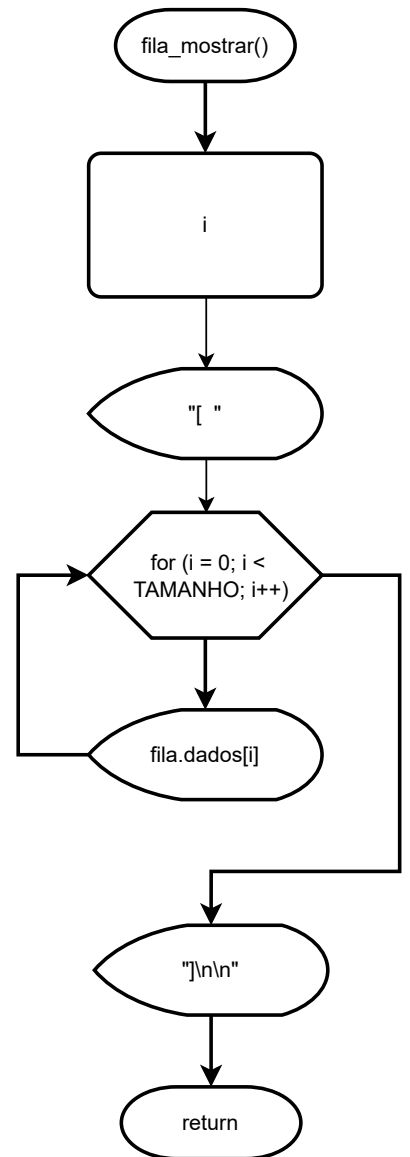 fila_mostrar()
i
"[  "
for (i = 0; i <
TAMANHO; i++)
fila.dados[i]
"]\n\n"
return